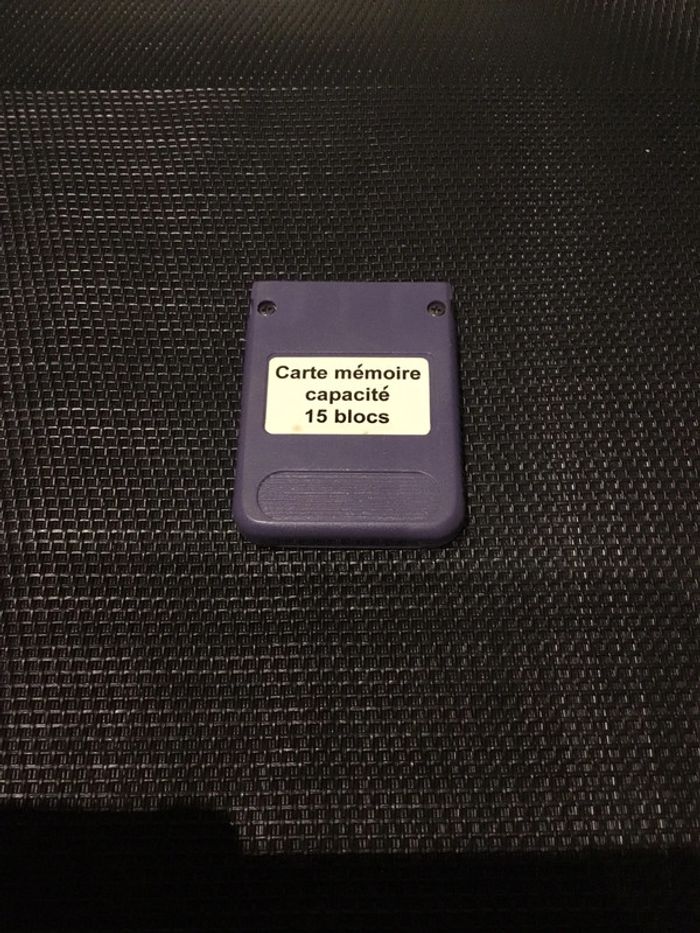 Carte mémoire
capacité
15 blocs